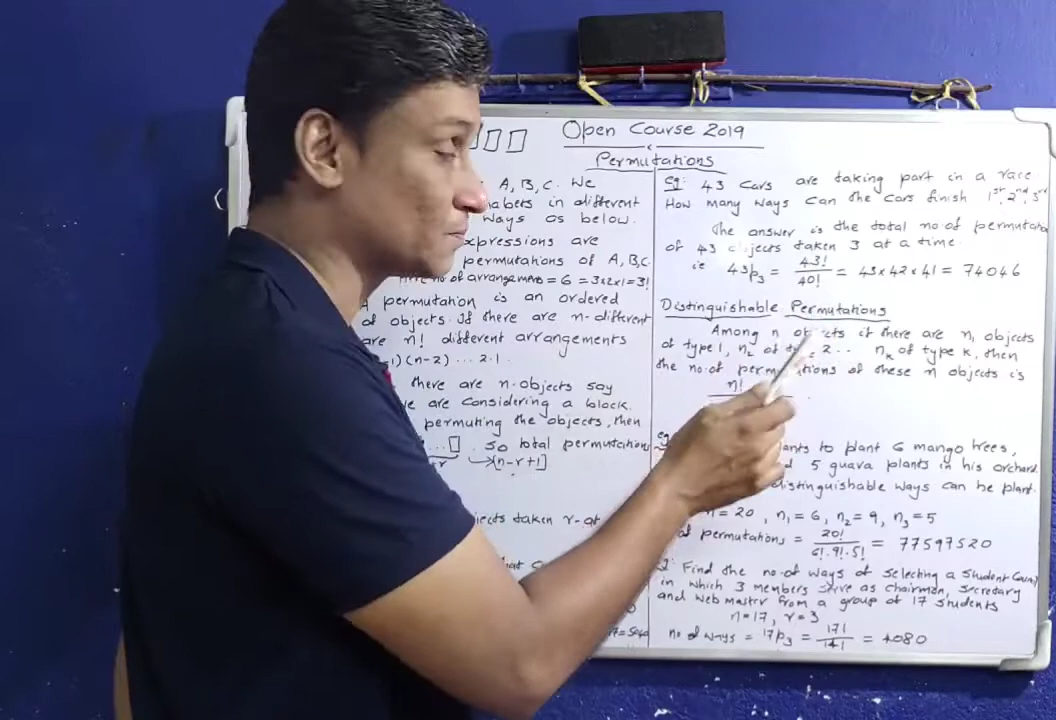 Open Course 2019
Permutations
A, B, C. We
in different
ways as below.
expressions are
permutations of A, B, C.
no. of arrangements = 6 = 3x2x1 = 3!
A permutation is an ordered
of objects. If there are n-different
are n! different arrangements
(n-2) ... 2.1.
there are n-objects say
are considering a block.
permuting the objects, then
so total permutations
[n-r+1]
objects taken r-at
eg: 43 cars are taking part in a race
How many ways can the cars finish 1st, 2nd, 3rd
The answer is the total no. of permutat
of 43 objects taken 3 at a time.
ie 43p3 = 43!/40! = 43x42x41 = 74046
Distinguishable Permutations
Among n objects if there are n1 objects
of type 1, n2 of type 2 .. nk of type k, then
the no. of permutations of these n objects is
n!
eg
ants to plant 6 mango trees,
5 guava plants in his orchard.
distinguishable ways can be plant.
n = 20, n1 = 6, n2 = 9, n3 = 5
of permutations = 20!/6!.9!.5! = 77597520
Find the no. of ways of selecting a student Council
in which 3 members serve as chairman, secretary
and web master from a group of 17 students
n = 17, r = 3
no of ways = 17p3 = 17!/14! = 4080